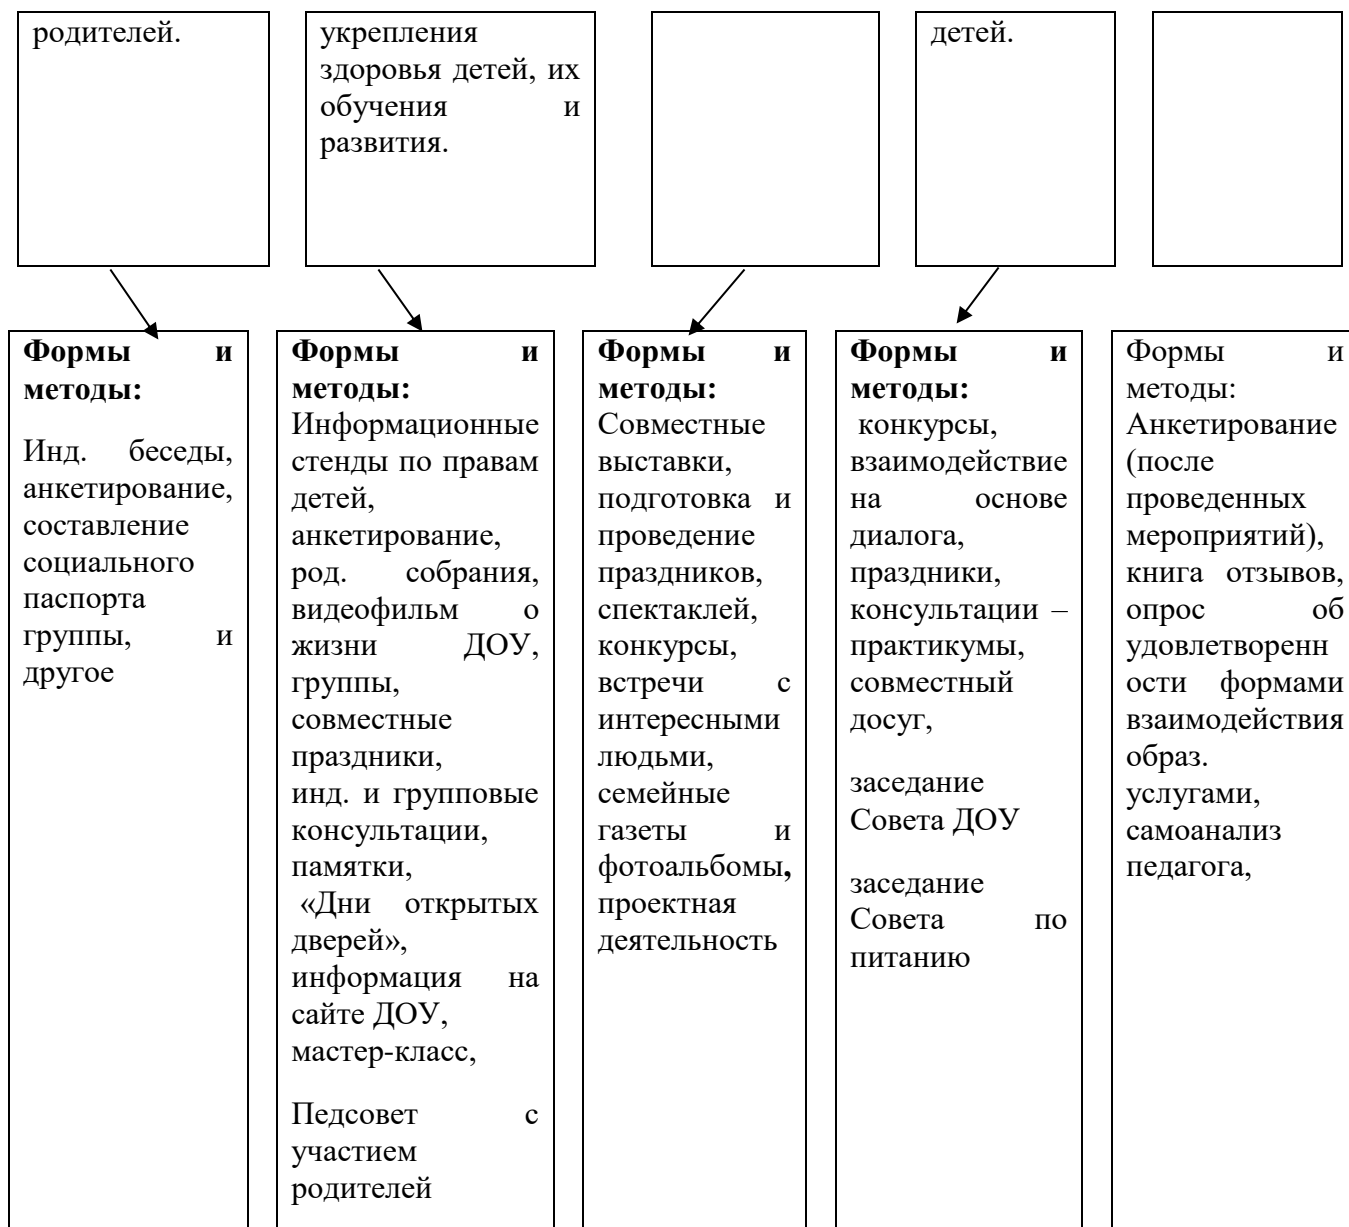 родителей.
укрепления
здоровья детей, их
обучения и
развития.
детей.
Формы и
методы:
Инд. беседы,
анкетирование,
составление
социального
паспорта
группы, и
другое
Формы и
методы:
Информационные
стенды по правам
детей,
анкетирование,
род. собрания,
видеофильм о
жизни ДОУ,
группы,
совместные
праздники,
инд. и групповые
консультации,
памятки,
«Дни открытых
дверей»,
информация на
сайте ДОУ,
мастер-класс,
Педсовет с
участием
родителей
Формы и
методы:
Совместные
выставки,
подготовка и
проведение
праздников,
спектаклей,
конкурсы,
встречи с
интересными
людьми,
семейные
газеты и
фотоальбомы,
проектная
деятельность
Формы и
методы:
конкурсы,
взаимодействие
на основе
диалога,
праздники,
консультации –
практикумы,
совместный
досуг,
заседание
Совета ДОУ
заседание
Совета по
питанию
Формы и
методы:
Анкетирование
(после
проведенных
мероприятий),
книга отзывов,
опрос об
удовлетворенн
ости формами
взаимодействия
образ.
услугами,
самоанализ
педагога,